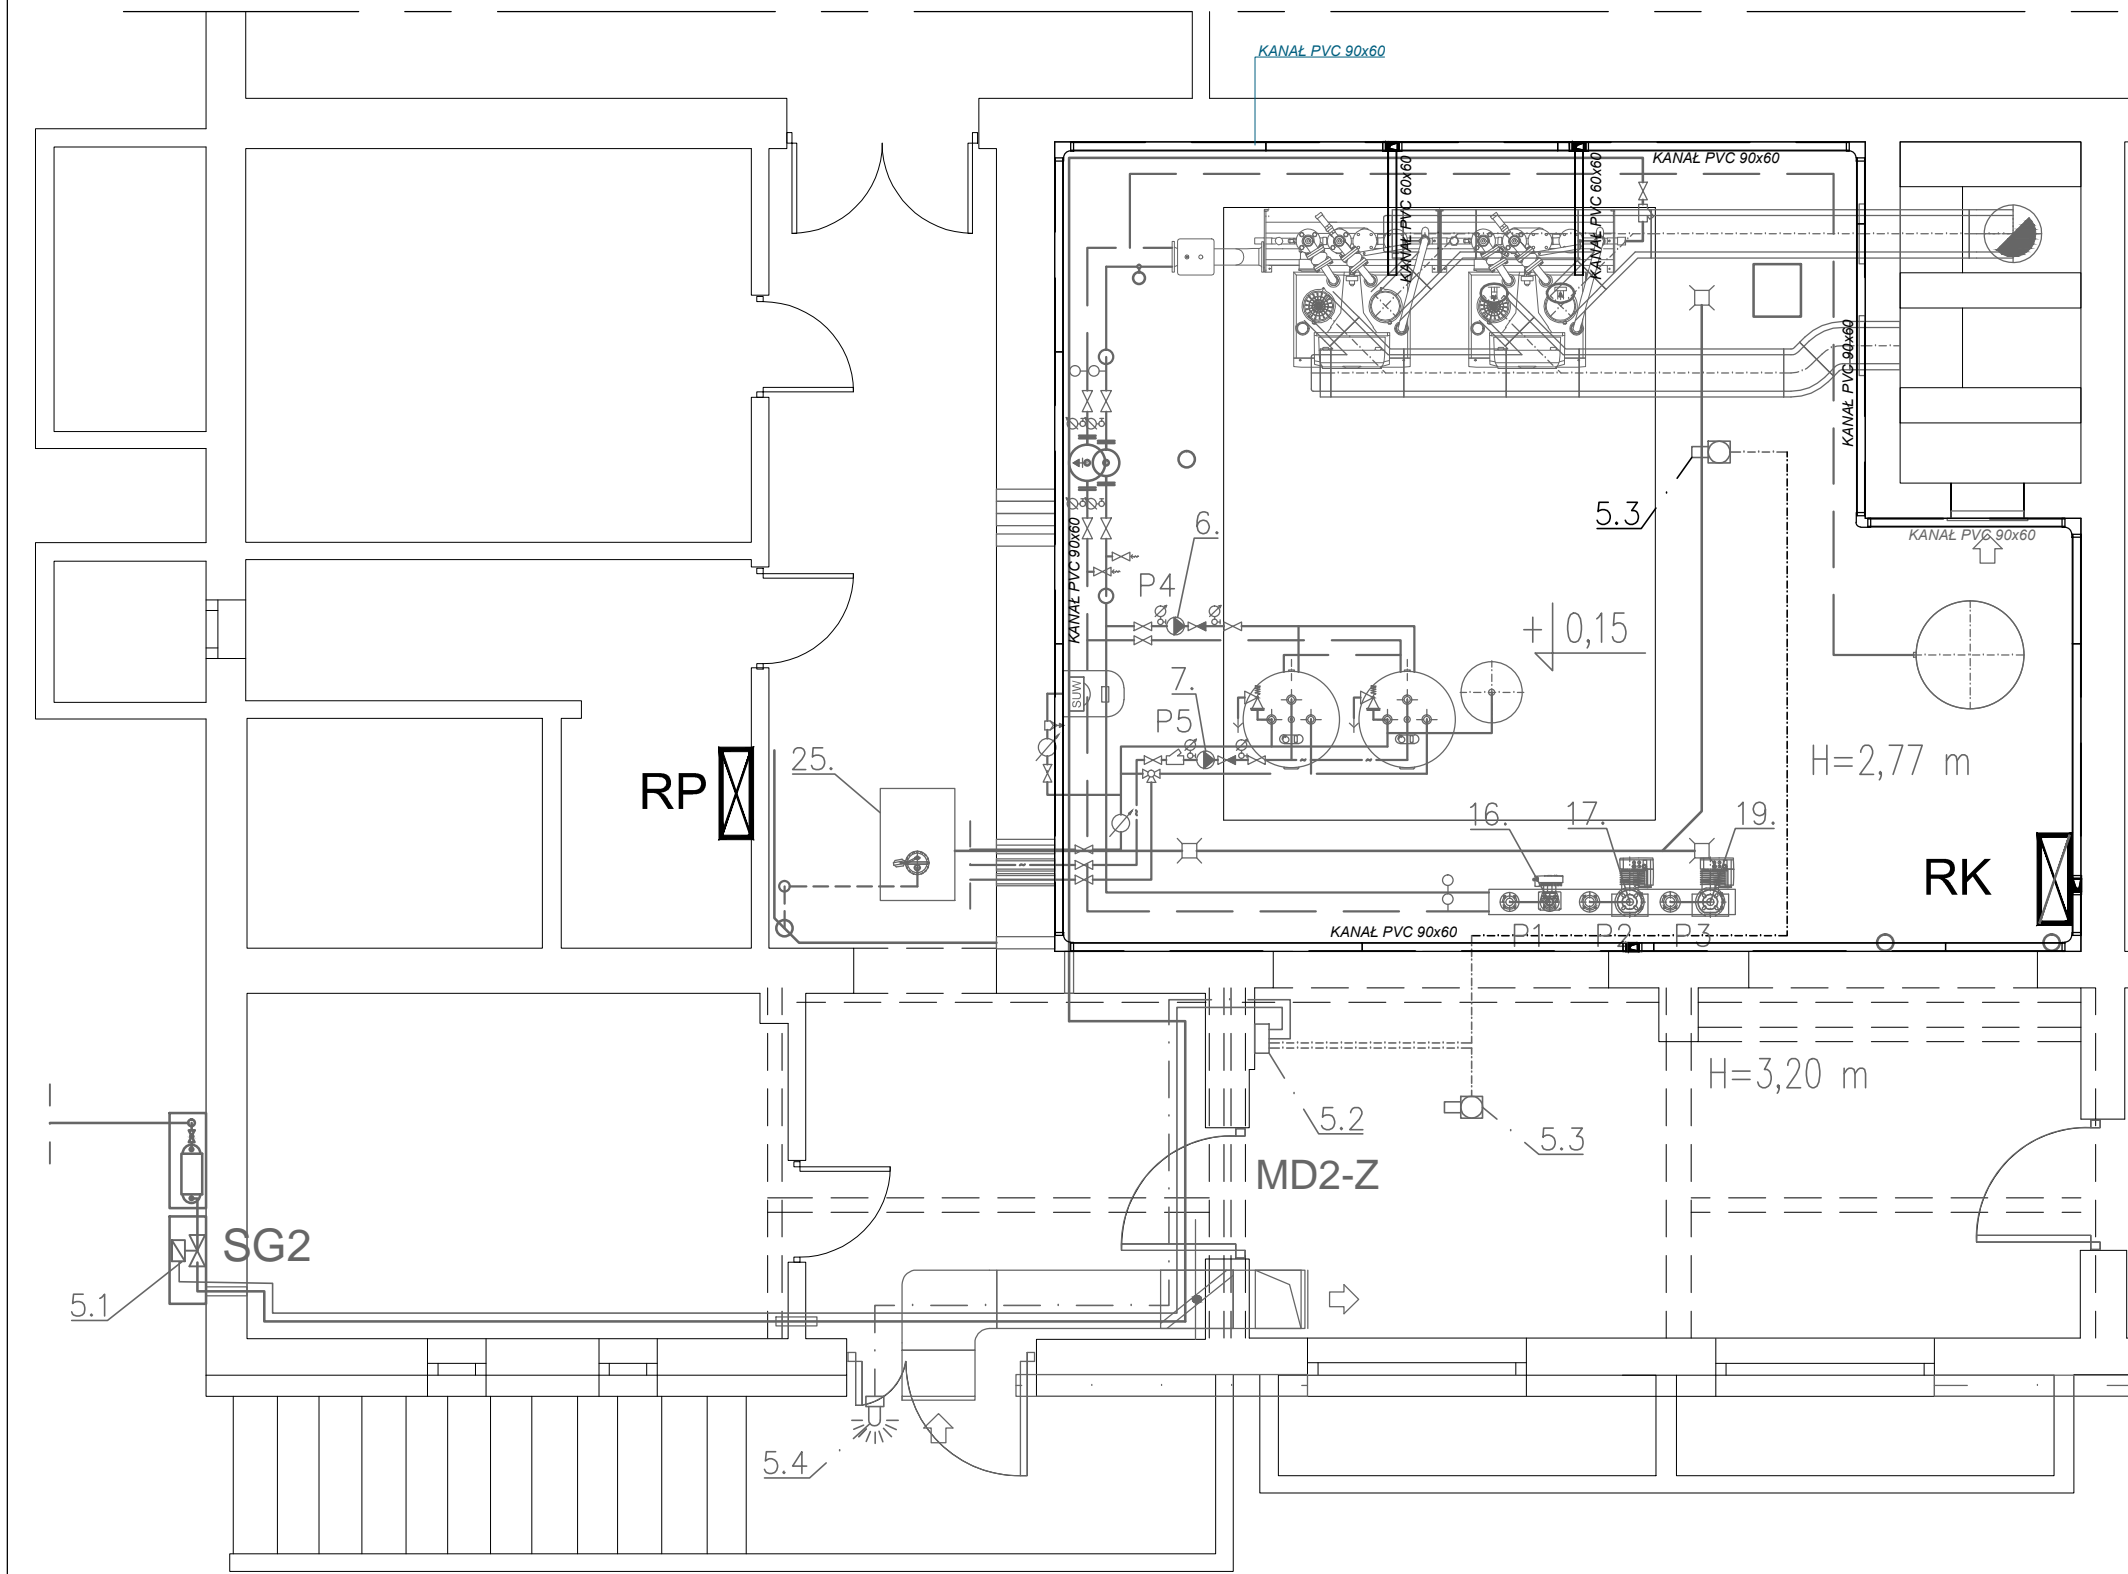 KANAŁ PVC 90x60
KANAŁ PVC 90x60
KANAŁ PVC 60x60
KANAŁ PVC 60x60
KANAŁ PVC 90x60
5.3
6.
KANAŁ PVC 90x60
KANAŁ PVC 90x60
P4
+0,15
7.
SUW
P5
H=2,77 m
25.
RP
16.
17.
19.
RK
KANAŁ PVC 90x60
P1
P2
P3
H=3,20 m
5.2
5.3
MD2-Z
SG2
5.1
5.4